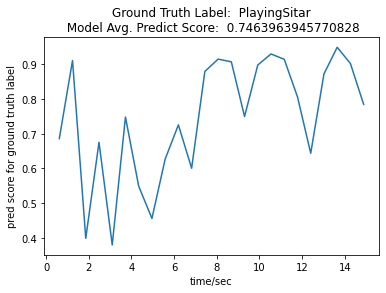 Ground Truth Label:  PlayingSitar
Model Avg. Predict Score:  0.7463963945770828
pred score for ground truth label
0.9
0.8
0.7
0.6
0.5
0.4
0 2 4 6 8 10 12 14
time/sec